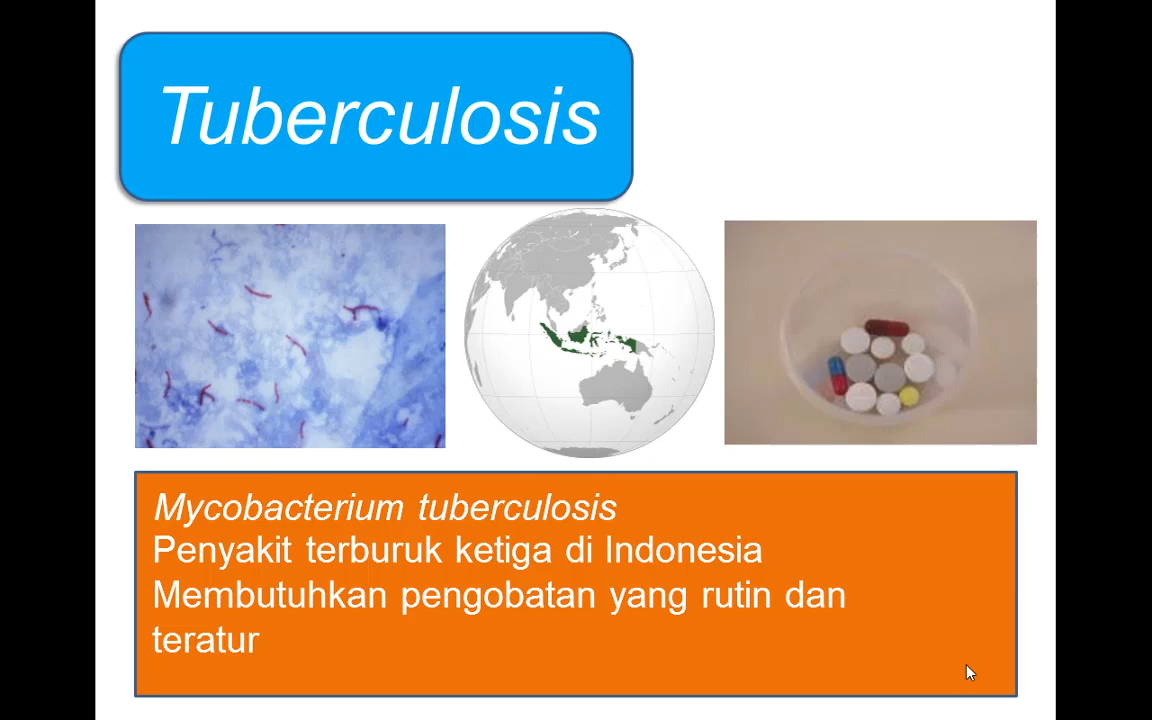 Tuberculosis
Mycobacterium tuberculosis
Penyakit terburuk ketiga di Indonesia
Membutuhkan pengobatan yang rutin dan
teratur